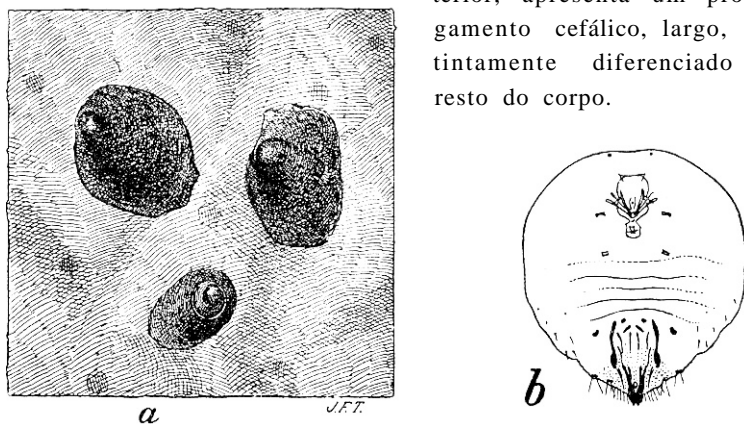 terior, apresenta um pro
gamento cefálico, largo,
tintamente diferenciado
resto do corpo.
a
J.F.T.
b